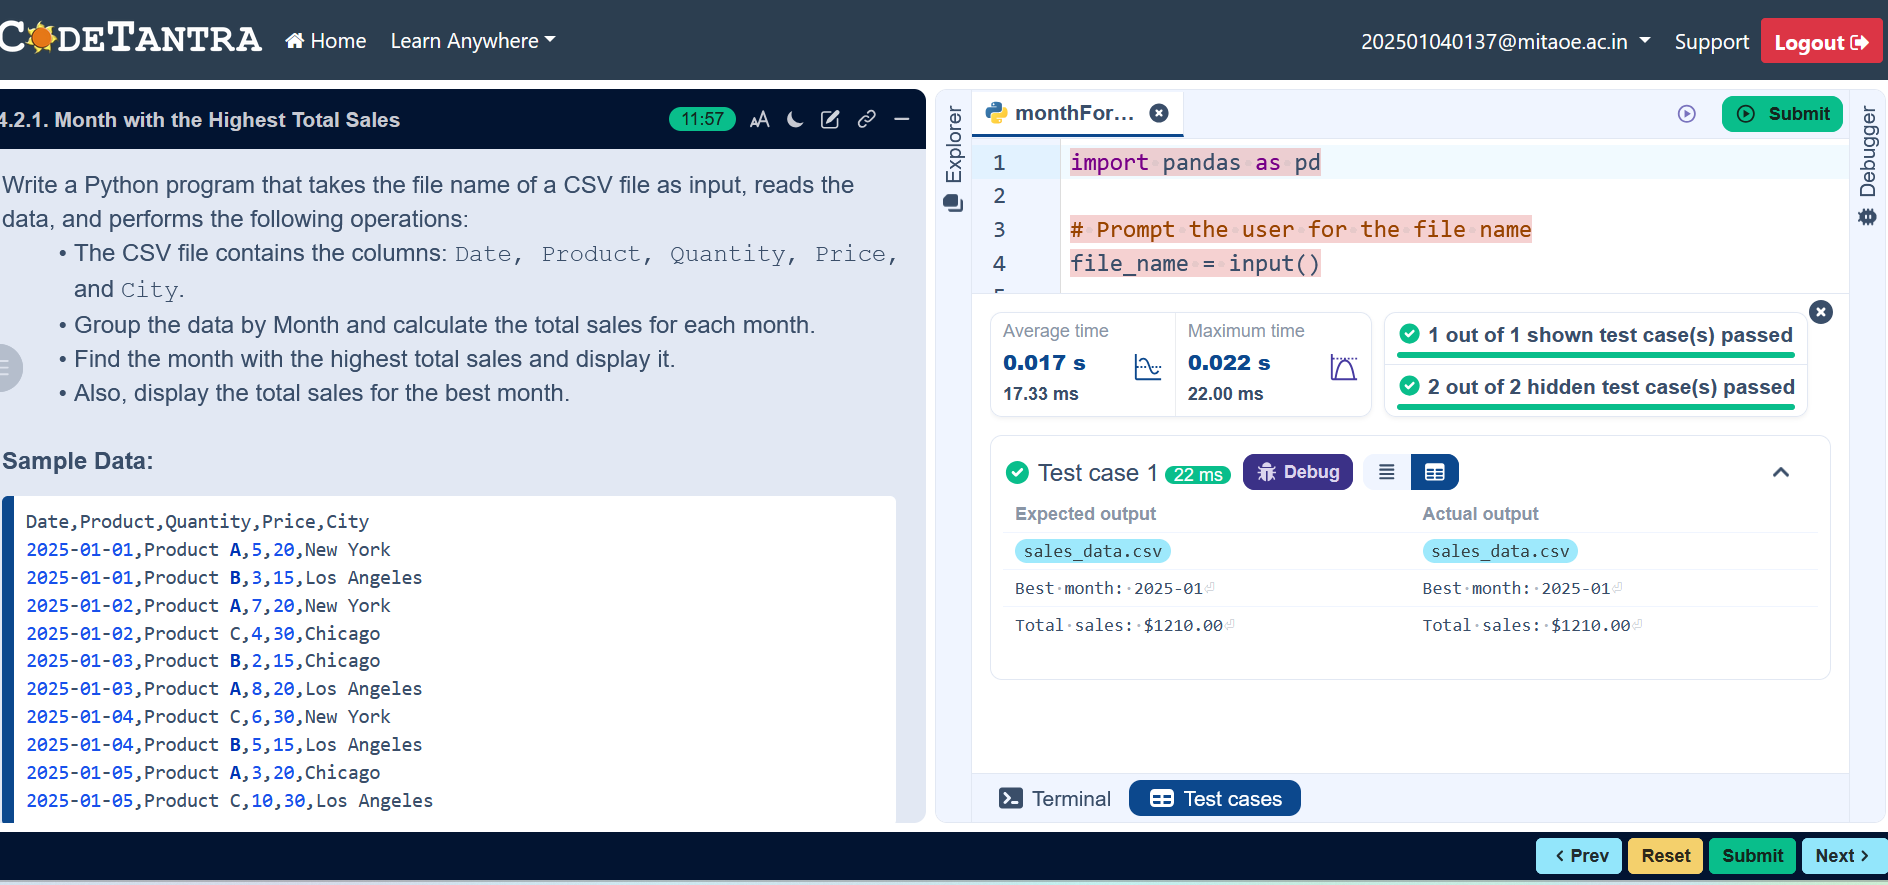 CODETANTRA
Home
Learn Anywhere
202501040137@mitaoe.ac.in
Support
Logout
4.2.1. Month with the Highest Total Sales
11:57
AA
Write a Python program that takes the file name of a CSV file as input, reads the
data, and performs the following operations:
• The CSV file contains the columns: Date, Product, Quantity, Price,
and City.
• Group the data by Month and calculate the total sales for each month.
• Find the month with the highest total sales and display it.
• Also, display the total sales for the best month.
Sample Data:
Date,Product,Quantity,Price,City
2025-01-01,Product A,5,20,New York
2025-01-01,Product B,3,15,Los Angeles
2025-01-02,Product A,7,20,New York
2025-01-02,Product C,4,30,Chicago
2025-01-03,Product B,2,15,Chicago
2025-01-03,Product A,8,20,Los Angeles
2025-01-04,Product C,6,30,New York
2025-01-04,Product B,5,15,Los Angeles
2025-01-05,Product A,3,20,Chicago
2025-01-05,Product C,10,30,Los Angeles
Explorer
monthFor...
Submit
Debugger
1 import pandas as pd
2
3 # Prompt the user for the file name
4 file_name = input()
Average time
0.017 s
17.33 ms
Maximum time
0.022 s
22.00 ms
1 out of 1 shown test case(s) passed
2 out of 2 hidden test case(s) passed
Test case 1 22 ms
Debug
Expected output
Actual output
sales_data.csv
sales_data.csv
Best month: 2025-01
Best month: 2025-01
Total sales: $1210.00
Total sales: $1210.00
Terminal
Test cases
Prev
Reset
Submit
Next